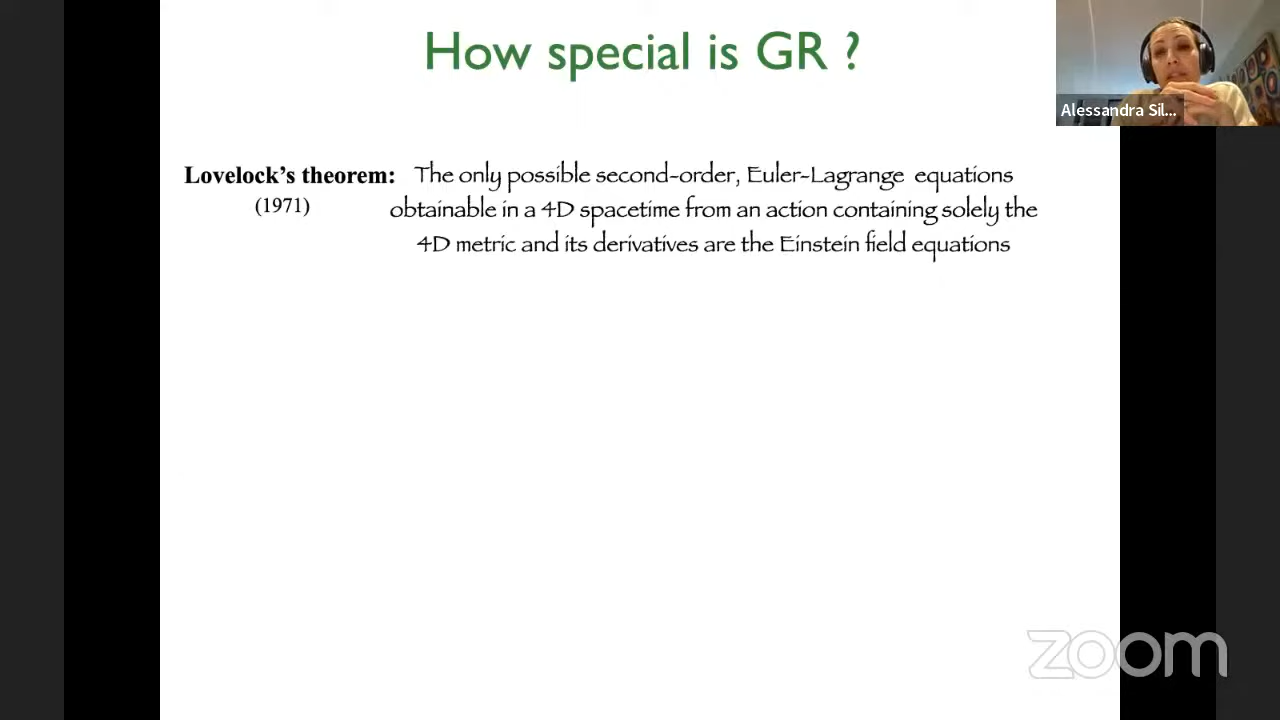 How special is GR ?
Alessandra Sil...
Lovelock's theorem: The only possible second-order, Euler-Lagrange equations
(1971) obtainable in a 4D spacetime from an action containing solely the
4D metric and its derivatives are the Einstein field equations
zoom